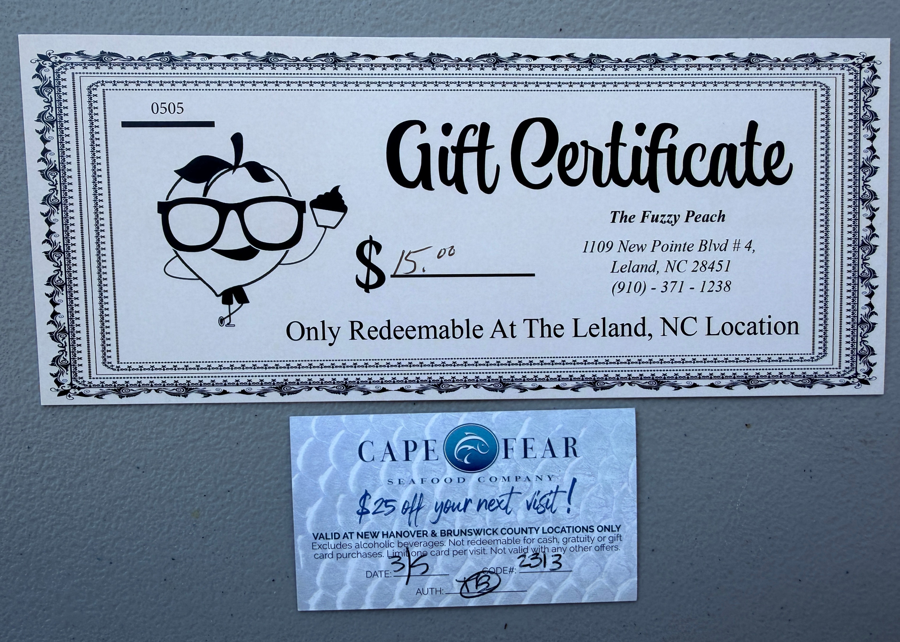 0505
Gift Certificate
The Fuzzy Peach
1109 New Pointe Blvd # 4,
Leland, NC 28451
(910) - 371 - 1238
$ 15.00
Only Redeemable At The Leland, NC Location
CAPE FEAR
SEAFOOD COMPANY
$25 off your next visit!
VALID AT NEW HANOVER & BRUNSWICK COUNTY LOCATIONS ONLY
Excludes alcoholic beverages. Not redeemable for cash, gratuity or gift
card purchases. Limit one card per visit. Not valid with any other offers.
DATE: 3/5 CODE#: 2313
AUTH: